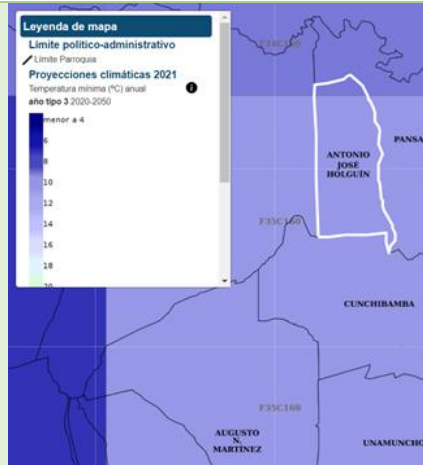 Leyenda de mapa
Límite político-administrativo
Límite Parroquia
Proyecciones climáticas 2021
Temperatura mínima (ºC) anual
año tipo 3 2020-2050
menor a 4
6
8
10
12
14
16
18
20
ANTONIO
JOSÉ
HOLGUÍN
PANSA
CUNCHIBAMBA
AUGUSTO
N.
MARTÍNEZ
UNAMUNCHO